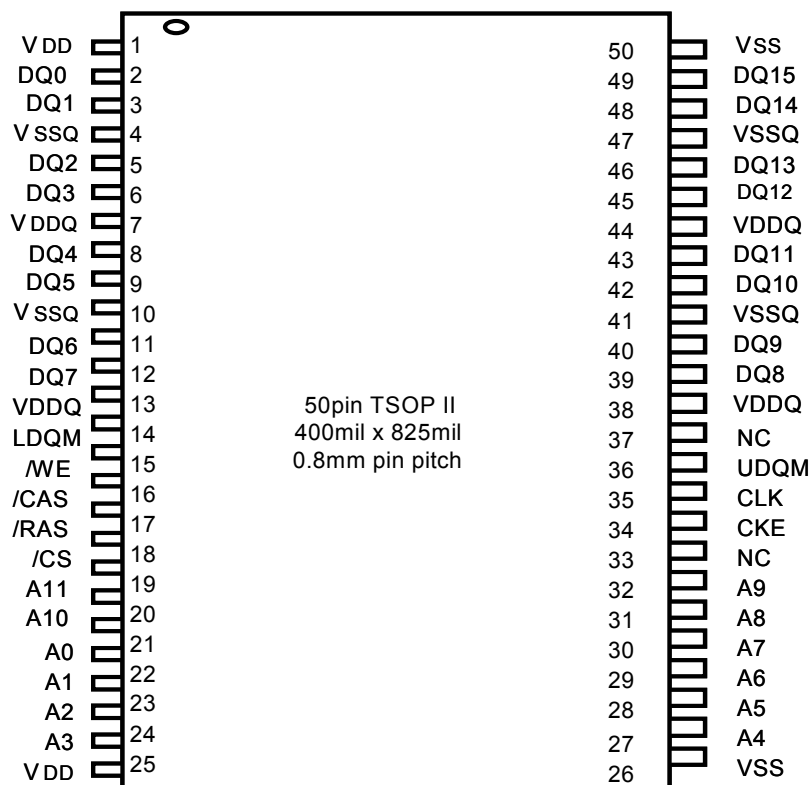 VDD 1 50 VSS
DQ0 2 49 DQ15
DQ1 3 48 DQ14
VSSQ 4 47 VSSQ
DQ2 5 46 DQ13
DQ3 6 45 DQ12
VDDQ 7 44 VDDQ
DQ4 8 43 DQ11
DQ5 9 42 DQ10
VSSQ 10 41 VSSQ
DQ6 11 40 DQ9
DQ7 12 39 DQ8
VDDQ 13 50pin TSOP II 38 VDDQ
LDQM 14 400mil x 825mil 37 NC
/WE 15 0.8mm pin pitch 36 UDQM
/CAS 16 35 CLK
/RAS 17 34 CKE
/CS 18 33 NC
A11 19 32 A9
A10 20 31 A8
A0 21 30 A7
A1 22 29 A6
A2 23 28 A5
A3 24 27 A4
VDD 25 26 VSS